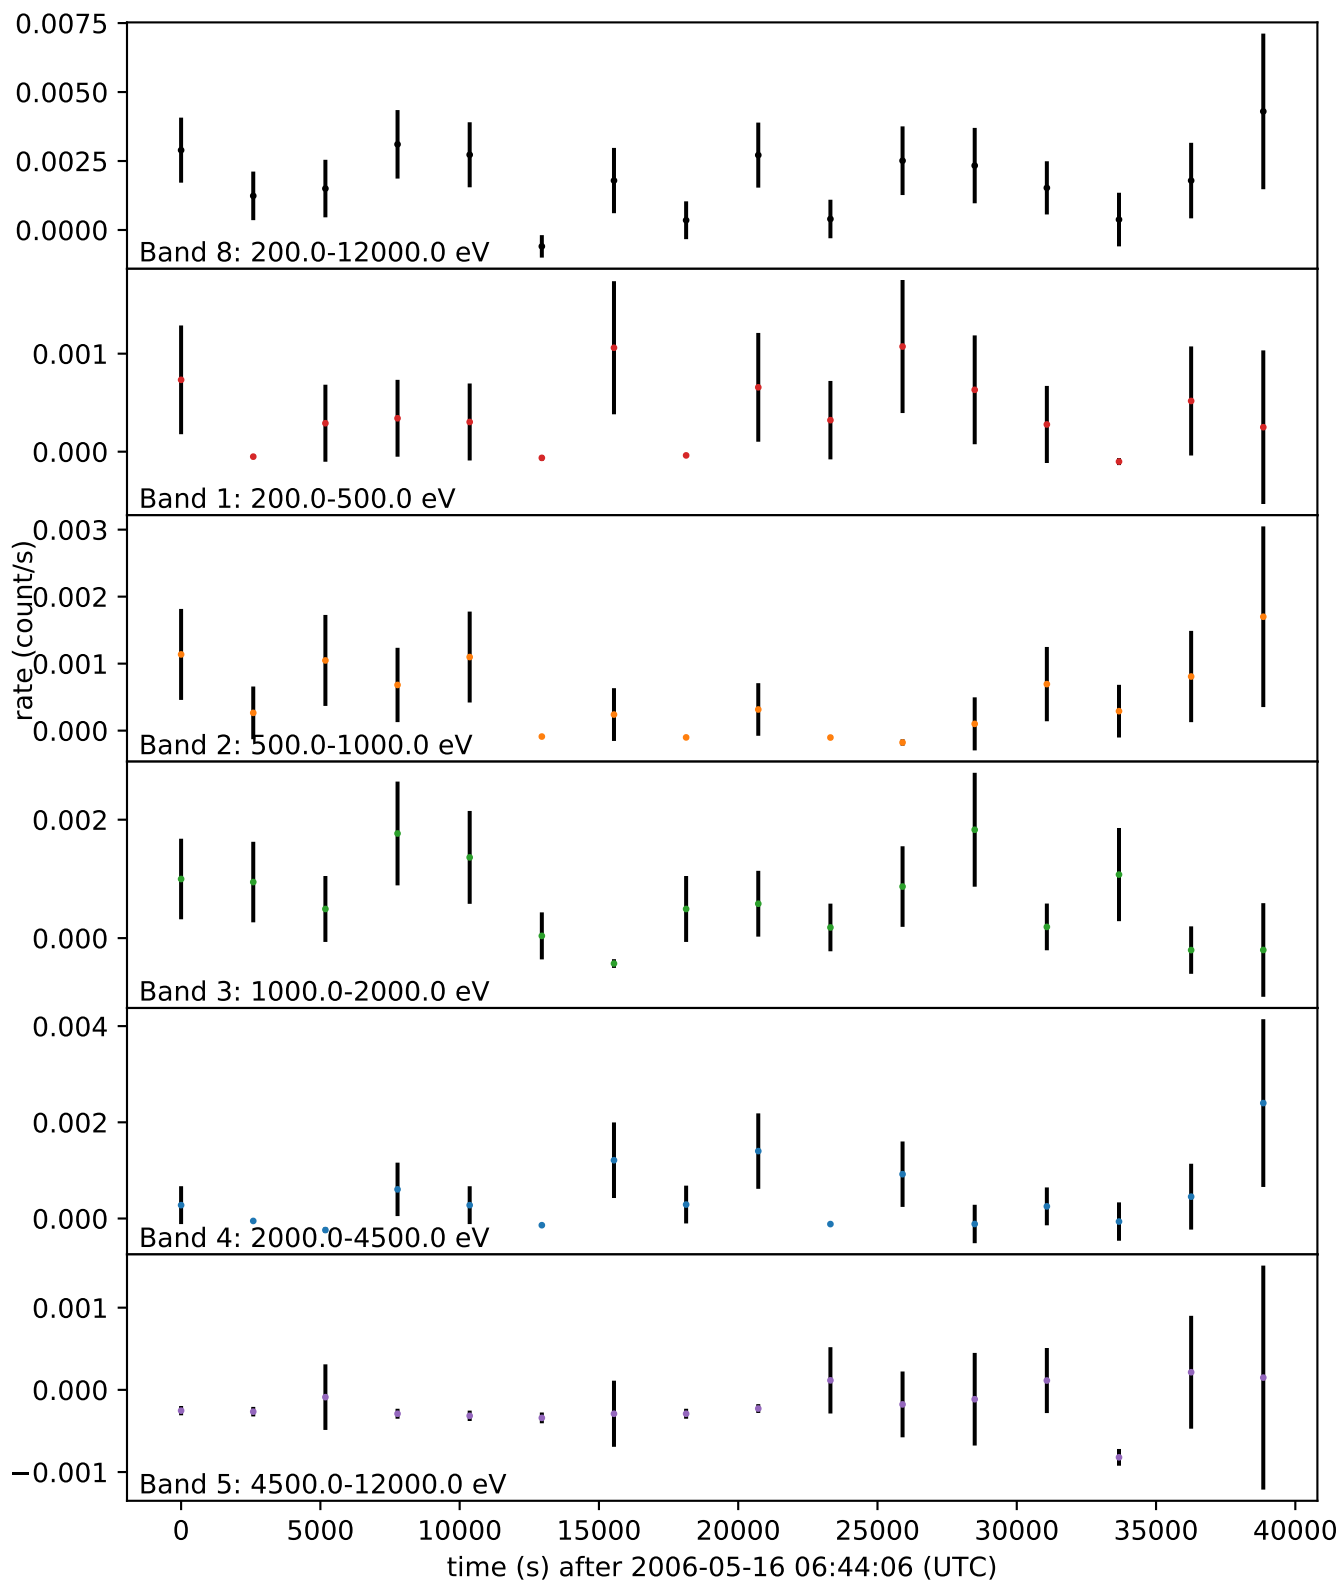 0.0075
0.0050
0.0025
0.0000
Band 8: 200.0-12000.0 eV
0.001
0.000
Band 1: 200.0-500.0 eV
rate (count/s)
0.003
0.002
0.001
0.000
Band 2: 500.0-1000.0 eV
0.002
0.000
Band 3: 1000.0-2000.0 eV
0.004
0.002
0.000
Band 4: 2000.0-4500.0 eV
0.001
0.000
−0.001
Band 5: 4500.0-12000.0 eV
0 5000 10000 15000 20000 25000 30000 35000 40000
time (s) after 2006-05-16 06:44:06 (UTC)